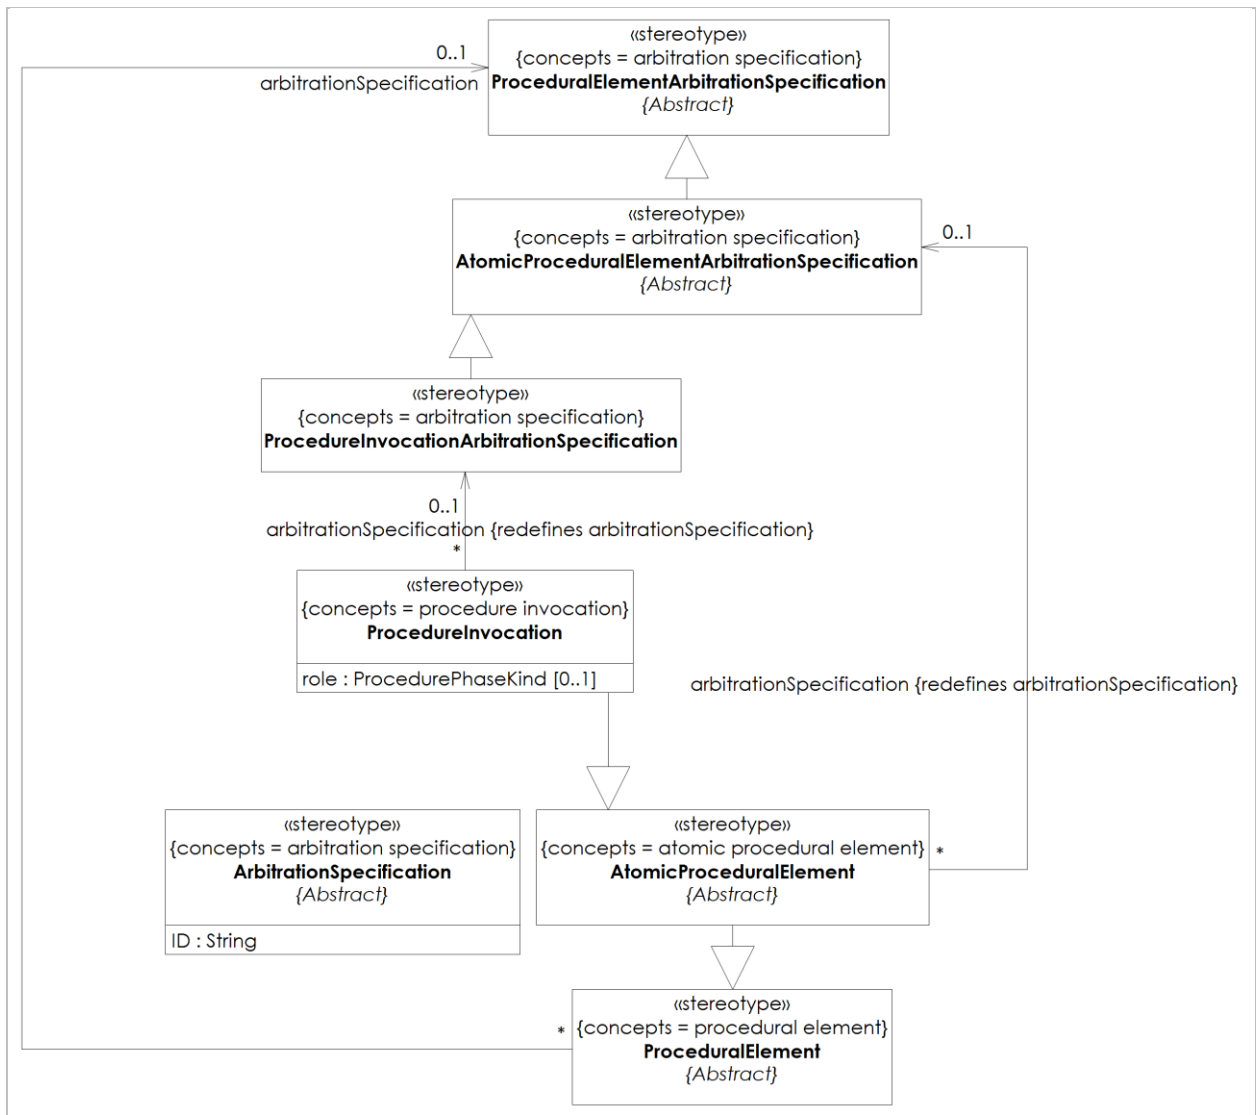 «stereotype»
{concepts = arbitration specification}
ProceduralElementArbitrationSpecification
{Abstract}
0..1
arbitrationSpecification
«stereotype»
{concepts = arbitration specification}
AtomicProceduralElementArbitrationSpecification
{Abstract}
0..1
«stereotype»
{concepts = arbitration specification}
ProcedureInvocationArbitrationSpecification
0..1
arbitrationSpecification {redefines arbitrationSpecification}
*
«stereotype»
{concepts = procedure invocation}
ProcedureInvocation
role : ProcedurePhaseKind [0..1]
arbitrationSpecification {redefines arbitrationSpecification}
«stereotype»
{concepts = arbitration specification}
ArbitrationSpecification
{Abstract}
ID : String
«stereotype»
{concepts = atomic procedural element}
AtomicProceduralElement
{Abstract}
*
«stereotype»
{concepts = procedural element}
ProceduralElement
{Abstract}
*